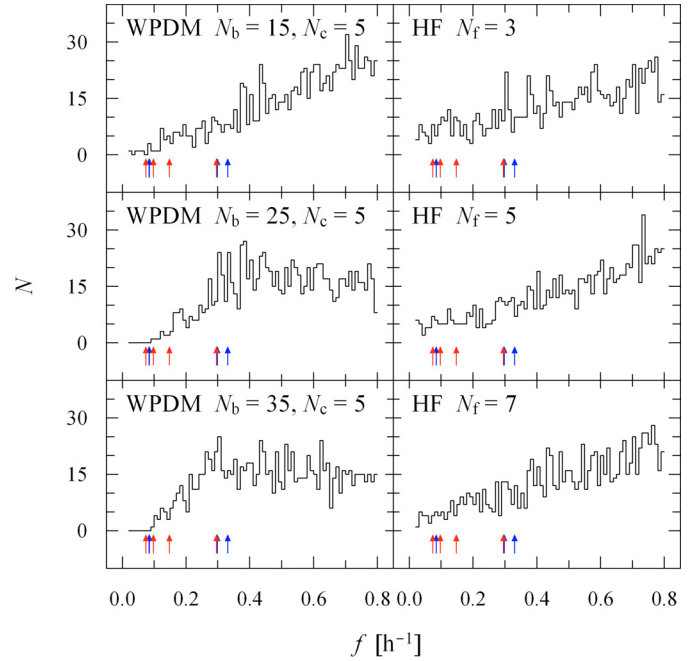 WPDM N_b = 15, N_c = 5
HF N_f = 3
30
15
0
WPDM N_b = 25, N_c = 5
HF N_f = 5
30
15
0
N
WPDM N_b = 35, N_c = 5
HF N_f = 7
30
15
0
0.0 0.2 0.4 0.6 0.8 0.0 0.2 0.4 0.6 0.8
f [h⁻¹]